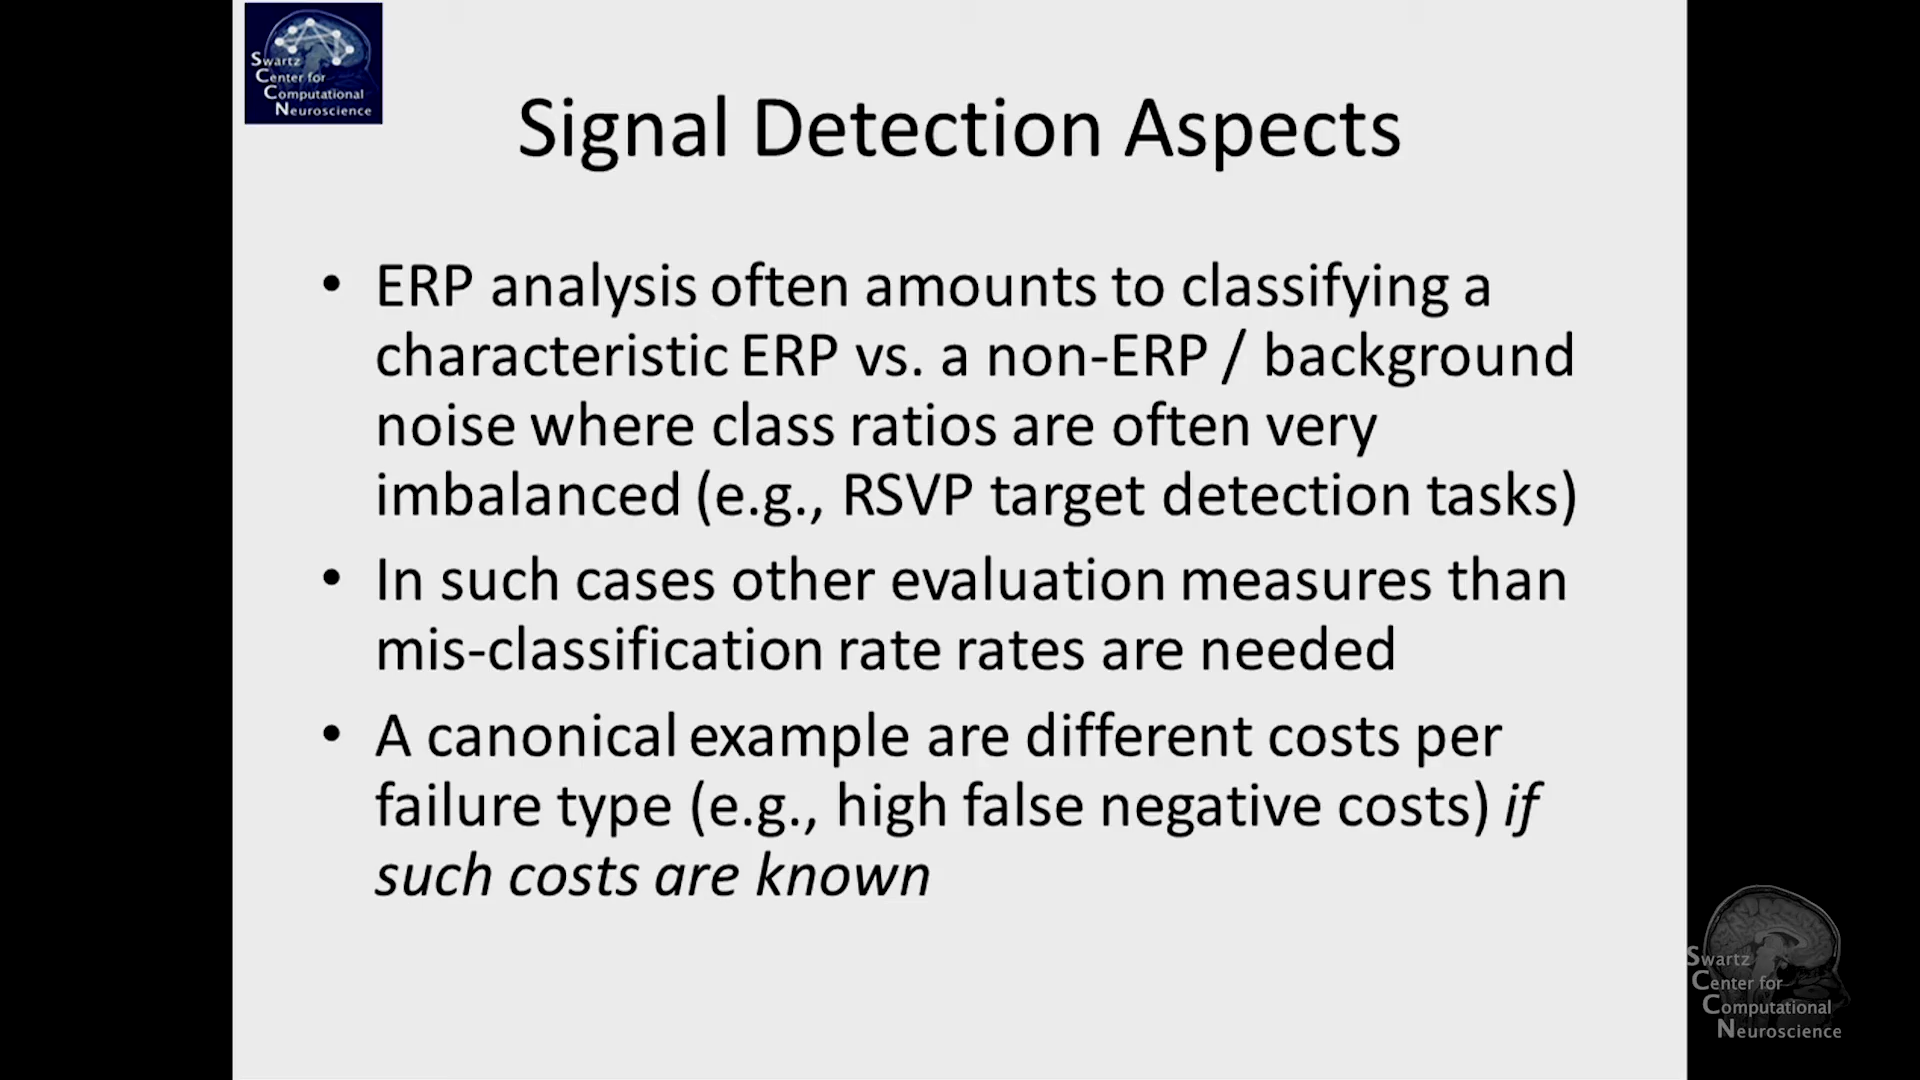 Swartz
Center for
Computational
Neuroscience
Signal Detection Aspects
• ERP analysis often amounts to classifying a
characteristic ERP vs. a non-ERP / background
noise where class ratios are often very
imbalanced (e.g., RSVP target detection tasks)
• In such cases other evaluation measures than
mis-classification rate rates are needed
• A canonical example are different costs per
failure type (e.g., high false negative costs) if
such costs are known
Swartz
Center for
Computational
Neuroscience